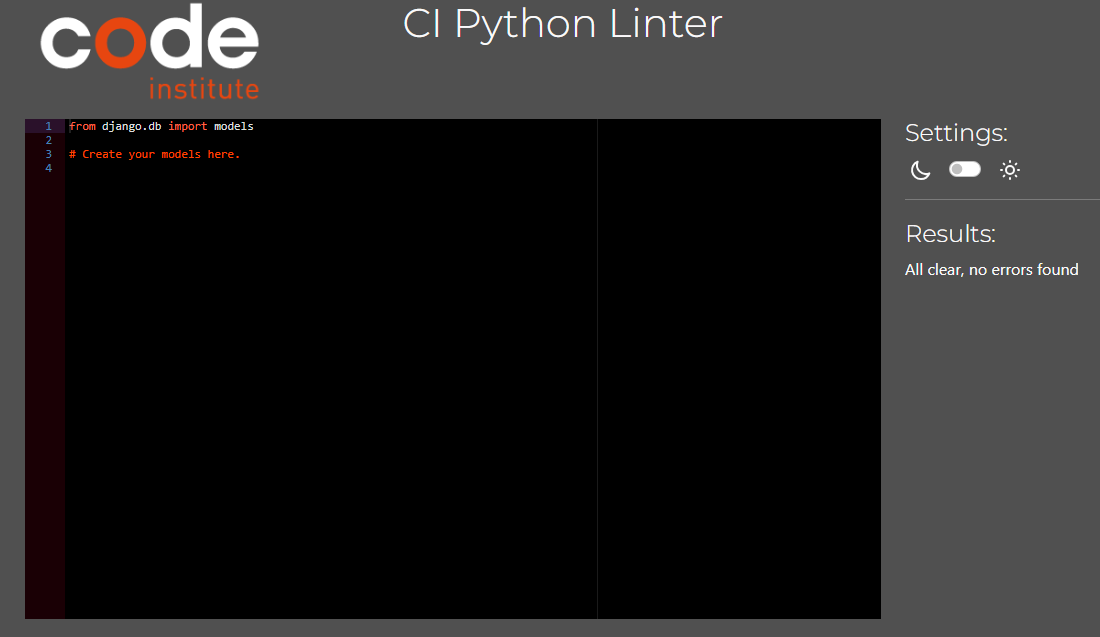 code
institute
CI Python Linter
1 from django.db import models
2
3 # Create your models here.
4
Settings:
Results:
All clear, no errors found